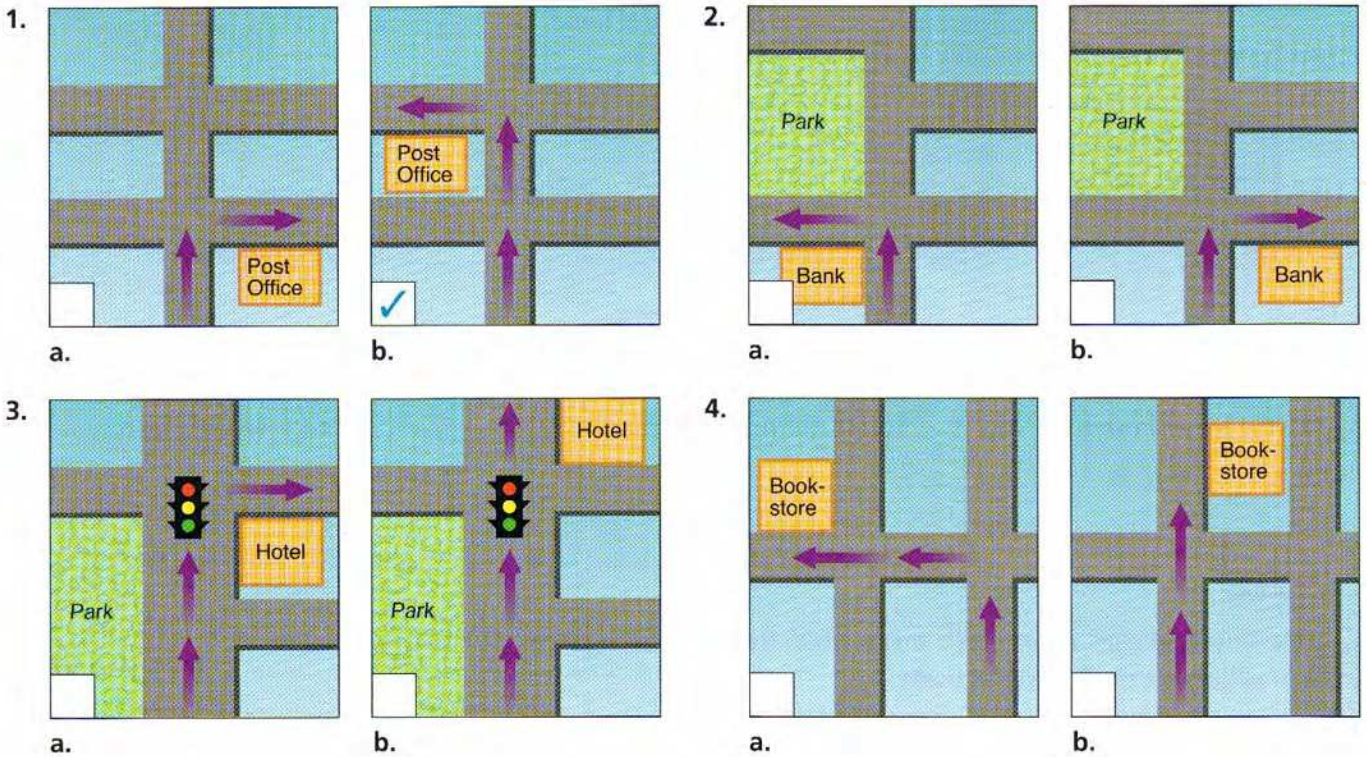 1.
Post
Office
a.
Post
Office
b.
2.
Park
Bank
a.
Park
Bank
b.
3.
Hotel
Park
a.
Hotel
Park
b.
4.
Book-
store
a.
Book-
store
b.